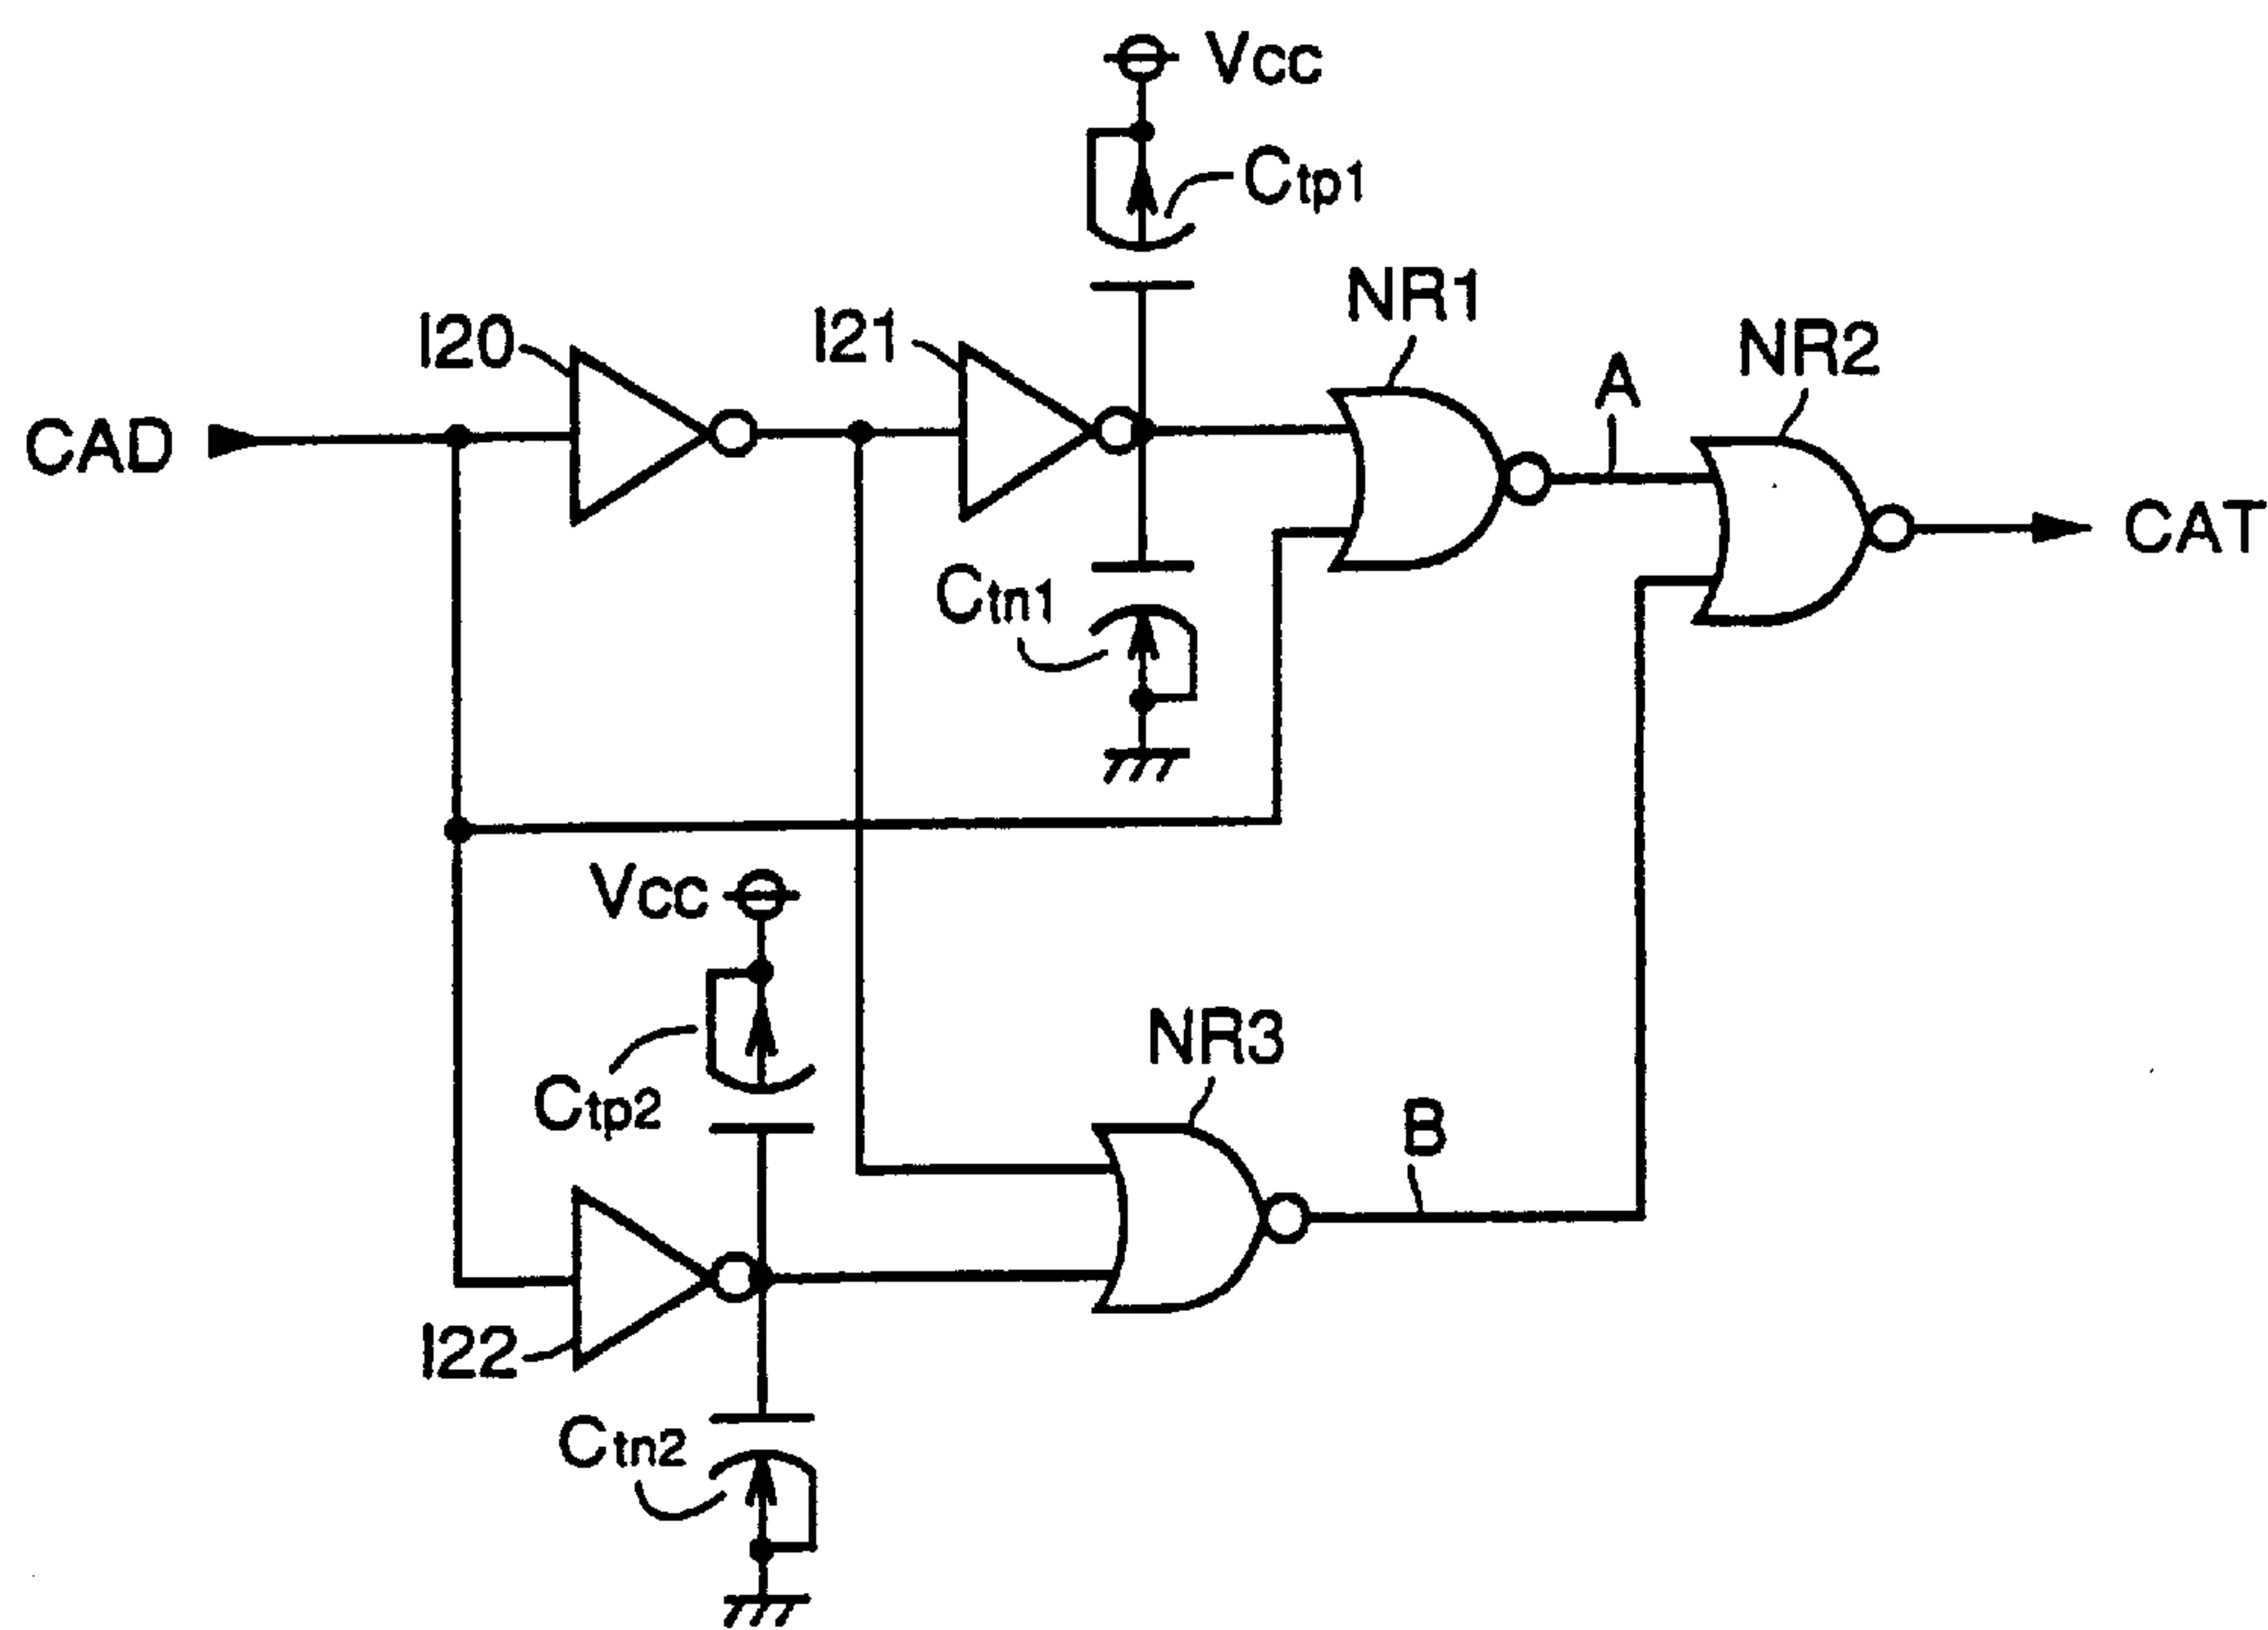 Vcc
Ctp1
NR1
I20
I21
NR2
A
CAD
CAT
Ctn1
Vcc
NR3
Ctp2
B
I22
Ctn2